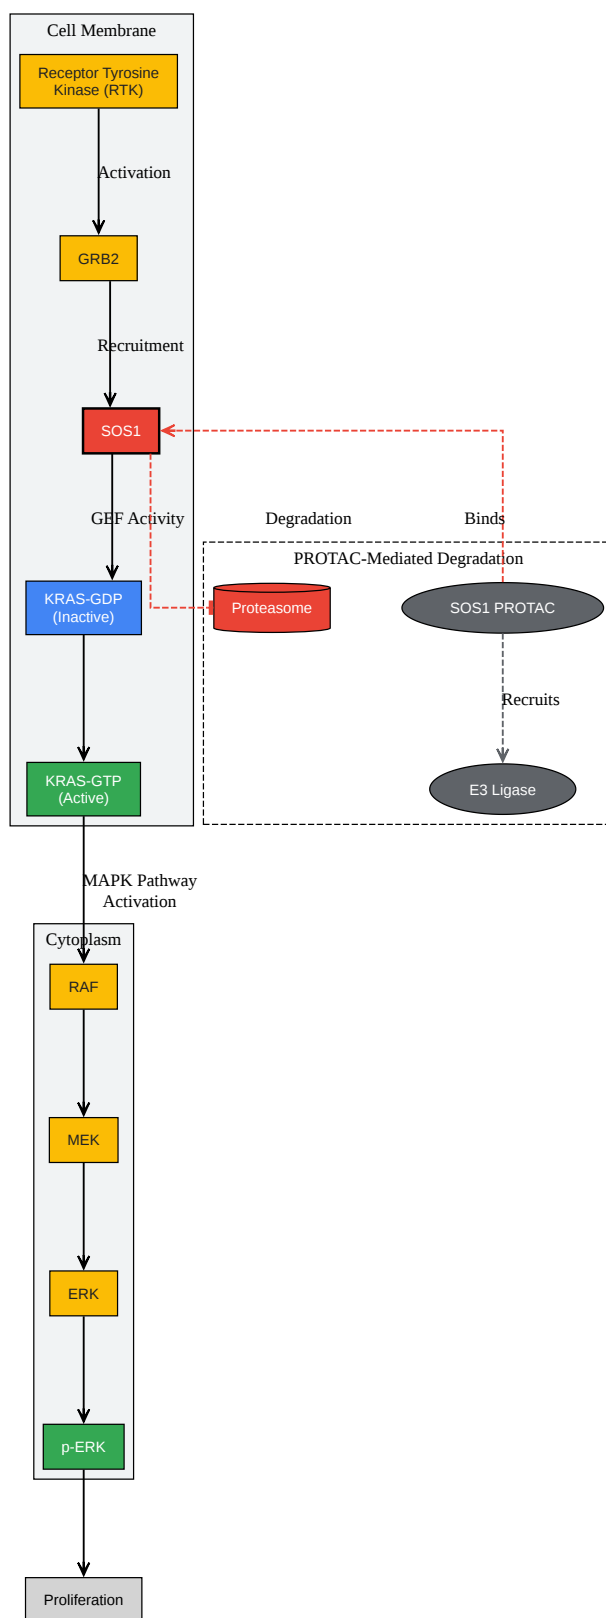 Cell Membrane
Receptor Tyrosine
Kinase (RTK)
Activation
GRB2
Recruitment
SOS1
GEF Activity
Degradation
Binds
PROTAC-Mediated Degradation
KRAS-GDP
(Inactive)
Proteasome
SOS1 PROTAC
Recruits
KRAS-GTP
(Active)
E3 Ligase
MAPK Pathway
Activation
Cytoplasm
RAF
MEK
ERK
p-ERK
Proliferation